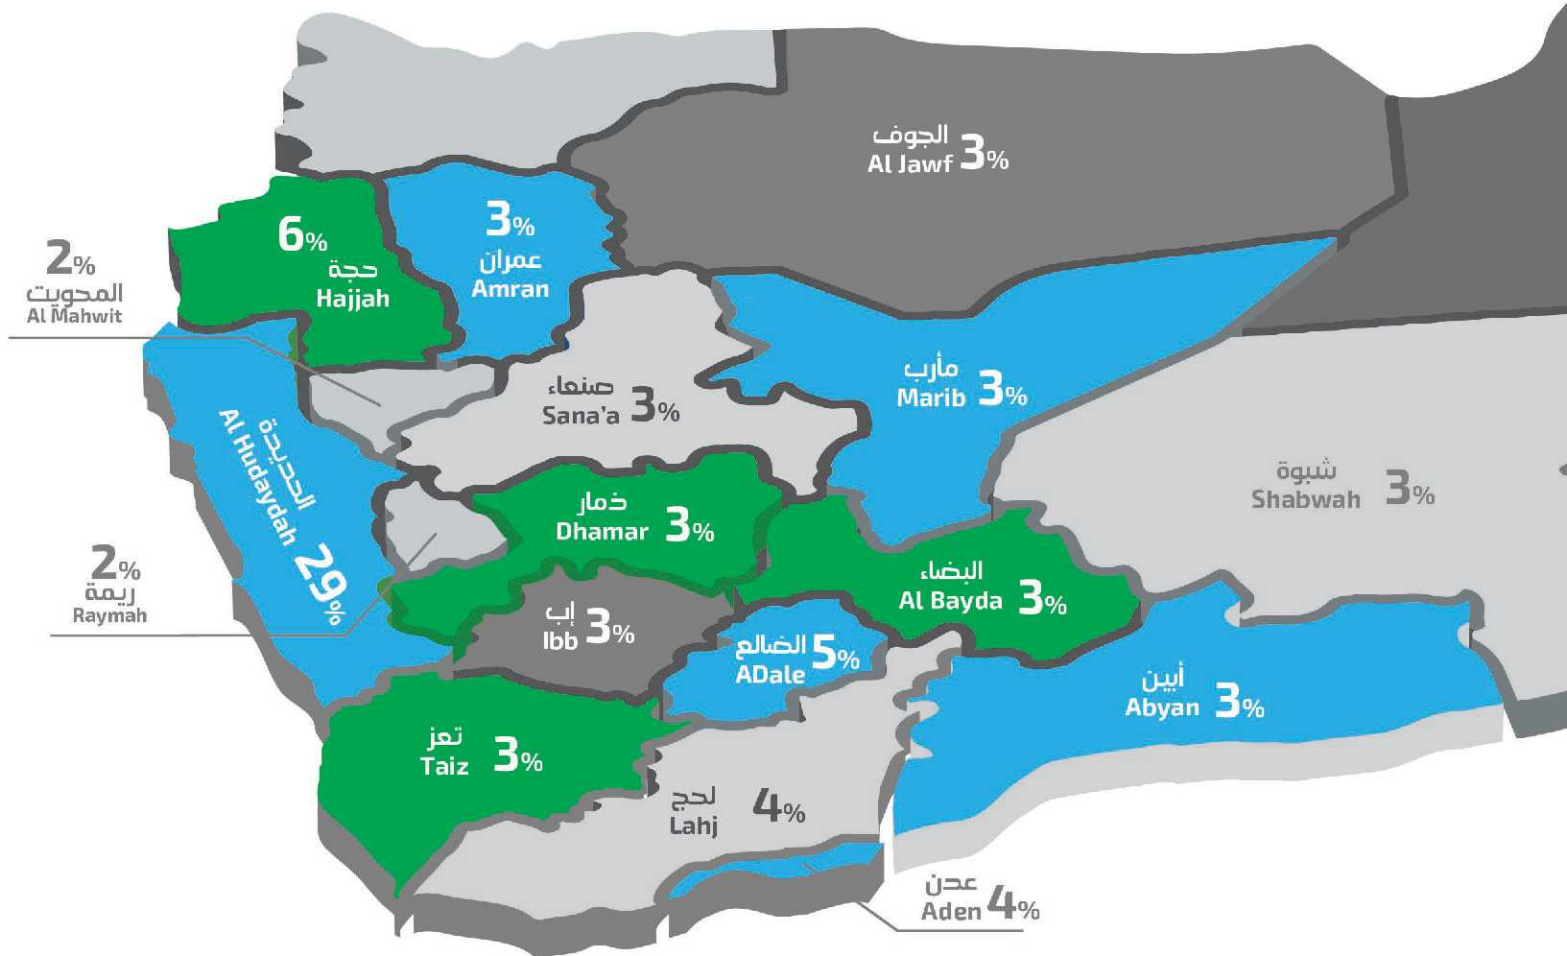 الجوف
Al Jawf 3%
6%
حجة
Hajjah
3%
عمران
Amran
2%
المحويت
Al Mahwit
صنعاء
Sana'a 3%
مأرب
Marib 3%
الحديدة
Al Hudaydah 29%
شبوة
Shabwah 3%
ذمار
Dhamar 3%
2%
ريمة
Raymah
البضاء
Al Bayda 3%
إب
Ibb 3%
الضالع
ADale 5%
أبين
Abyan 3%
تعز
Taiz 3%
لحج
Lahj 4%
عدن
Aden 4%